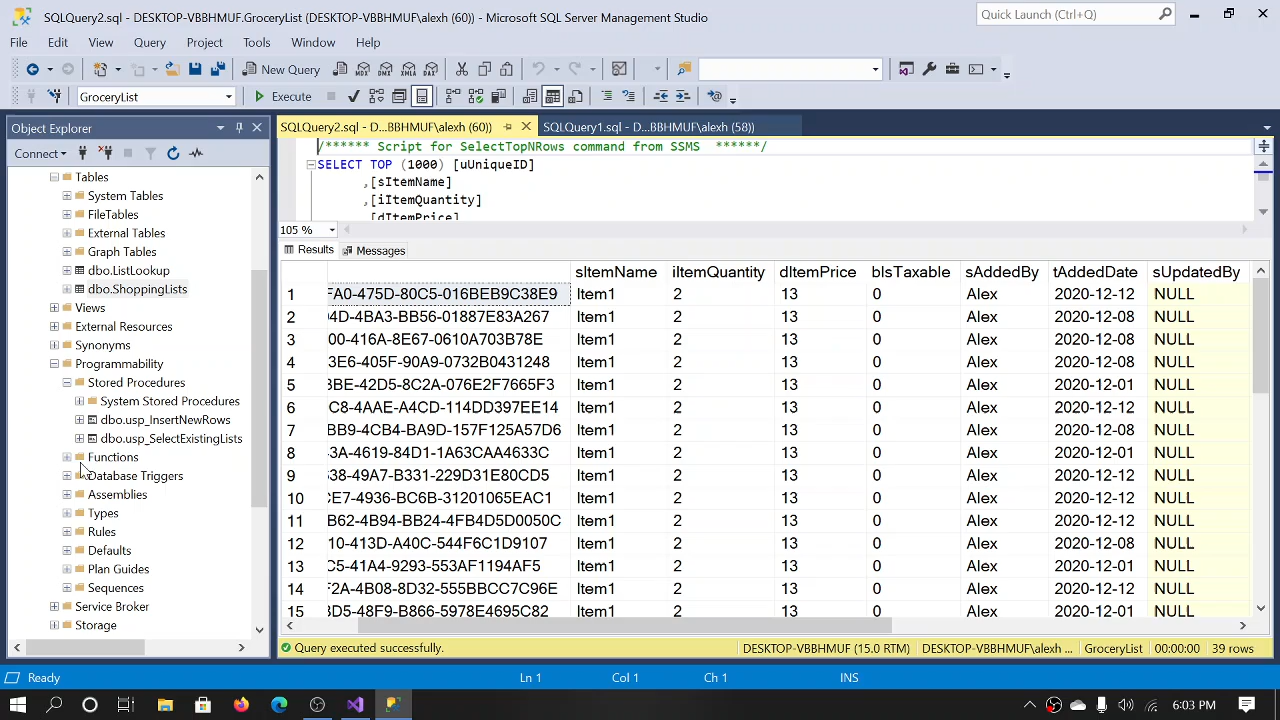 SQLQuery2.sql - DESKTOP-VBBHMUF.GroceryList (DESKTOP-VBBHMUF\alexh (60)) - Microsoft SQL Server Management Studio
Quick Launch (Ctrl+Q)
File Edit View Query Project Tools Window Help
New Query MDX DMX XMLA DAX
GroceryList Execute
Object Explorer
SQLQuery2.sql - D...BBHMUF\alexh (60)) SQLQuery1.sql - D...BBHMUF\alexh (58))
Connect
Tables
System Tables
FileTables
External Tables
Graph Tables
dbo.ListLookup
dbo.ShoppingLists
Views
External Resources
Synonyms
Programmability
Stored Procedures
System Stored Procedures
dbo.usp_InsertNewRows
dbo.usp_SelectExistingLists
Functions
Database Triggers
Assemblies
Types
Rules
Defaults
Plan Guides
Sequences
Service Broker
Storage
/****** Script for SelectTopNRows command from SSMS ******/
SELECT TOP (1000) [uUniqueID]
,[sItemName]
,[iItemQuantity]
,[dItemPrice]
105 %
Results Messages
sItemName iItemQuantity dItemPrice bIsTaxable sAddedBy tAddedDate sUpdatedBy
1 FA0-475D-80C5-016BEB9C38E9 Item1 2 13 0 Alex 2020-12-12 NULL
2 4D-4BA3-BB56-01887E83A267 Item1 2 13 0 Alex 2020-12-08 NULL
3 00-416A-8E67-0610A703B78E Item1 2 13 0 Alex 2020-12-08 NULL
4 3E6-405F-90A9-0732B0431248 Item1 2 13 0 Alex 2020-12-08 NULL
5 BE-42D5-8C2A-076E2F7665F3 Item1 2 13 0 Alex 2020-12-01 NULL
6 C8-4AAE-A4CD-114DD397EE14 Item1 2 13 0 Alex 2020-12-12 NULL
7 BB9-4CB4-BA9D-157F125A57D6 Item1 2 13 0 Alex 2020-12-08 NULL
8 3A-4619-84D1-1A63CAA4633C Item1 2 13 0 Alex 2020-12-01 NULL
9 38-49A7-B331-229D31E80CD5 Item1 2 13 0 Alex 2020-12-12 NULL
10 CE7-4936-BC6B-31201065EAC1 Item1 2 13 0 Alex 2020-12-12 NULL
11 B62-4B94-BB24-4FB4D5D0050C Item1 2 13 0 Alex 2020-12-12 NULL
12 10-413D-A40C-544F6C1D9107 Item1 2 13 0 Alex 2020-12-08 NULL
13 C5-41A4-9293-553AF1194AF5 Item1 2 13 0 Alex 2020-12-01 NULL
14 F2A-4B08-8D32-555BBCC7C96E Item1 2 13 0 Alex 2020-12-08 NULL
15 D5-48F9-B866-5978E4695C82 Item1 2 13 0 Alex 2020-12-01 NULL
Query executed successfully. DESKTOP-VBBHMUF (15.0 RTM) DESKTOP-VBBHMUF\alexh ... GroceryList 00:00:00 39 rows
Ready Ln 1 Col 1 Ch 1 INS
6:03 PM